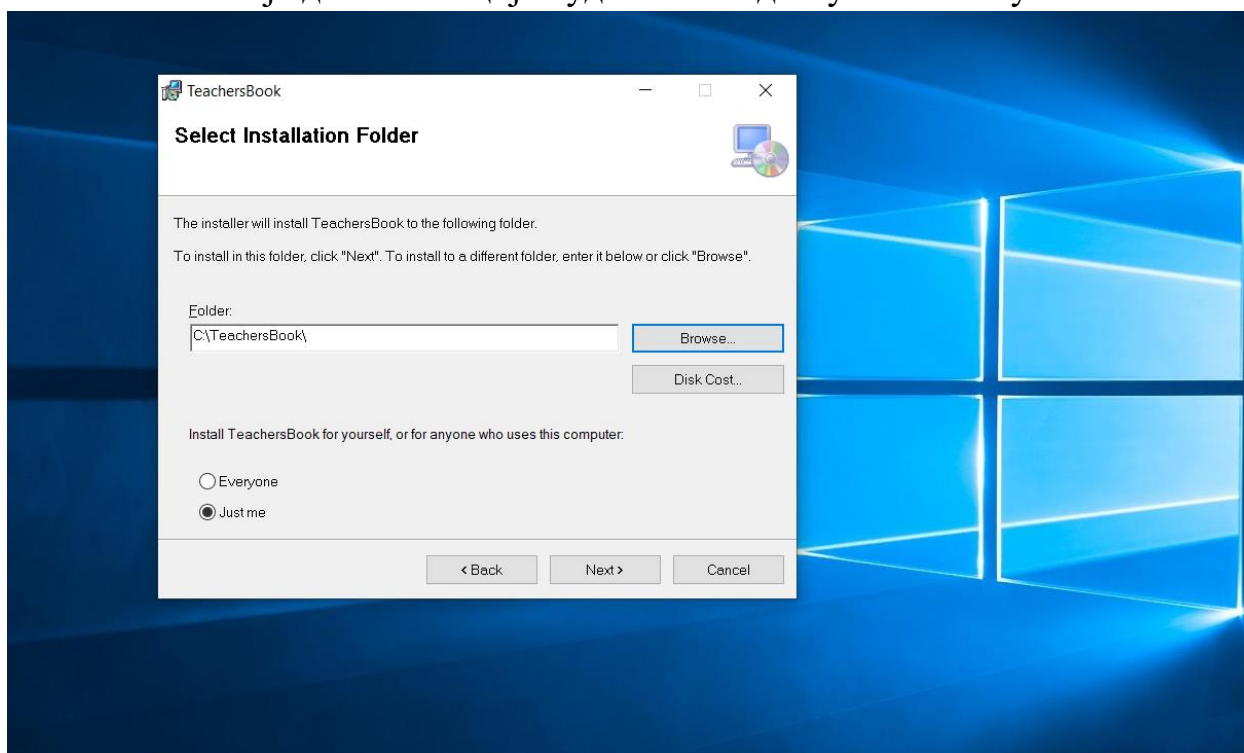 TeachersBook
Select Installation Folder
The installer will install TeachersBook to the following folder.
To install in this folder, click "Next". To install to a different folder, enter it below or click "Browse".
Folder:
C:\TeachersBook\
Browse...
Disk Cost...
Install TeachersBook for yourself, or for anyone who uses this computer:
Everyone
Just me
< Back
Next >
Cancel